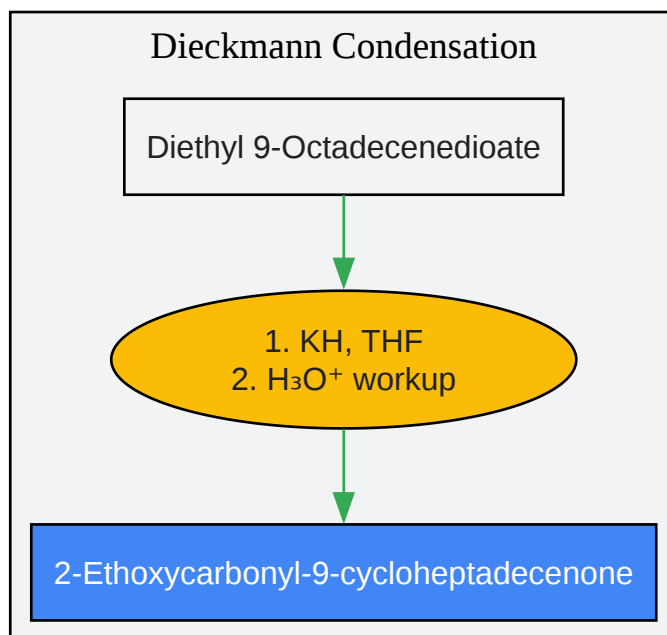 Dieckmann Condensation
Diethyl 9-Octadecenedioate
1. KH, THF
2. H₃O⁺ workup
2-Ethoxycarbonyl-9-cycloheptadecenone